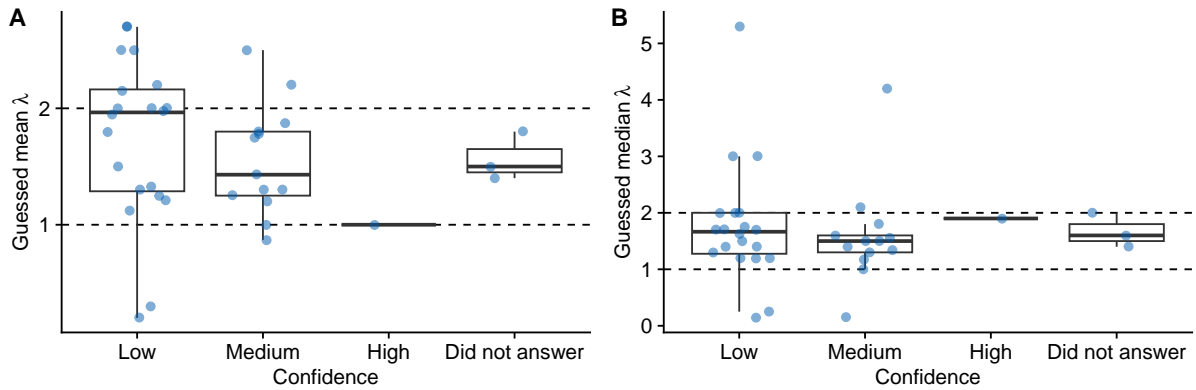 A
Guessed mean λ
2
1
Low Medium High Did not answer
Confidence
B
Guessed median λ
5
4
3
2
1
0
Low Medium High Did not answer
Confidence